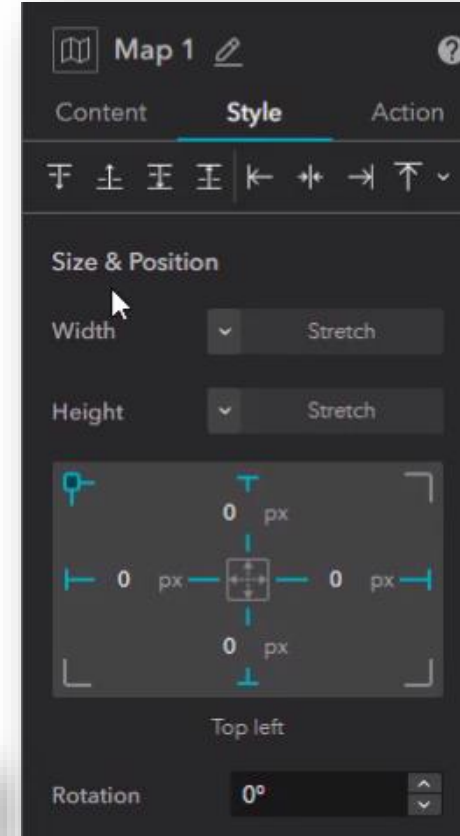 Map 1
Content Style Action
Size & Position
Width Stretch
Height Stretch
0 px
0 px 0 px
0 px
Top left
Rotation 0º